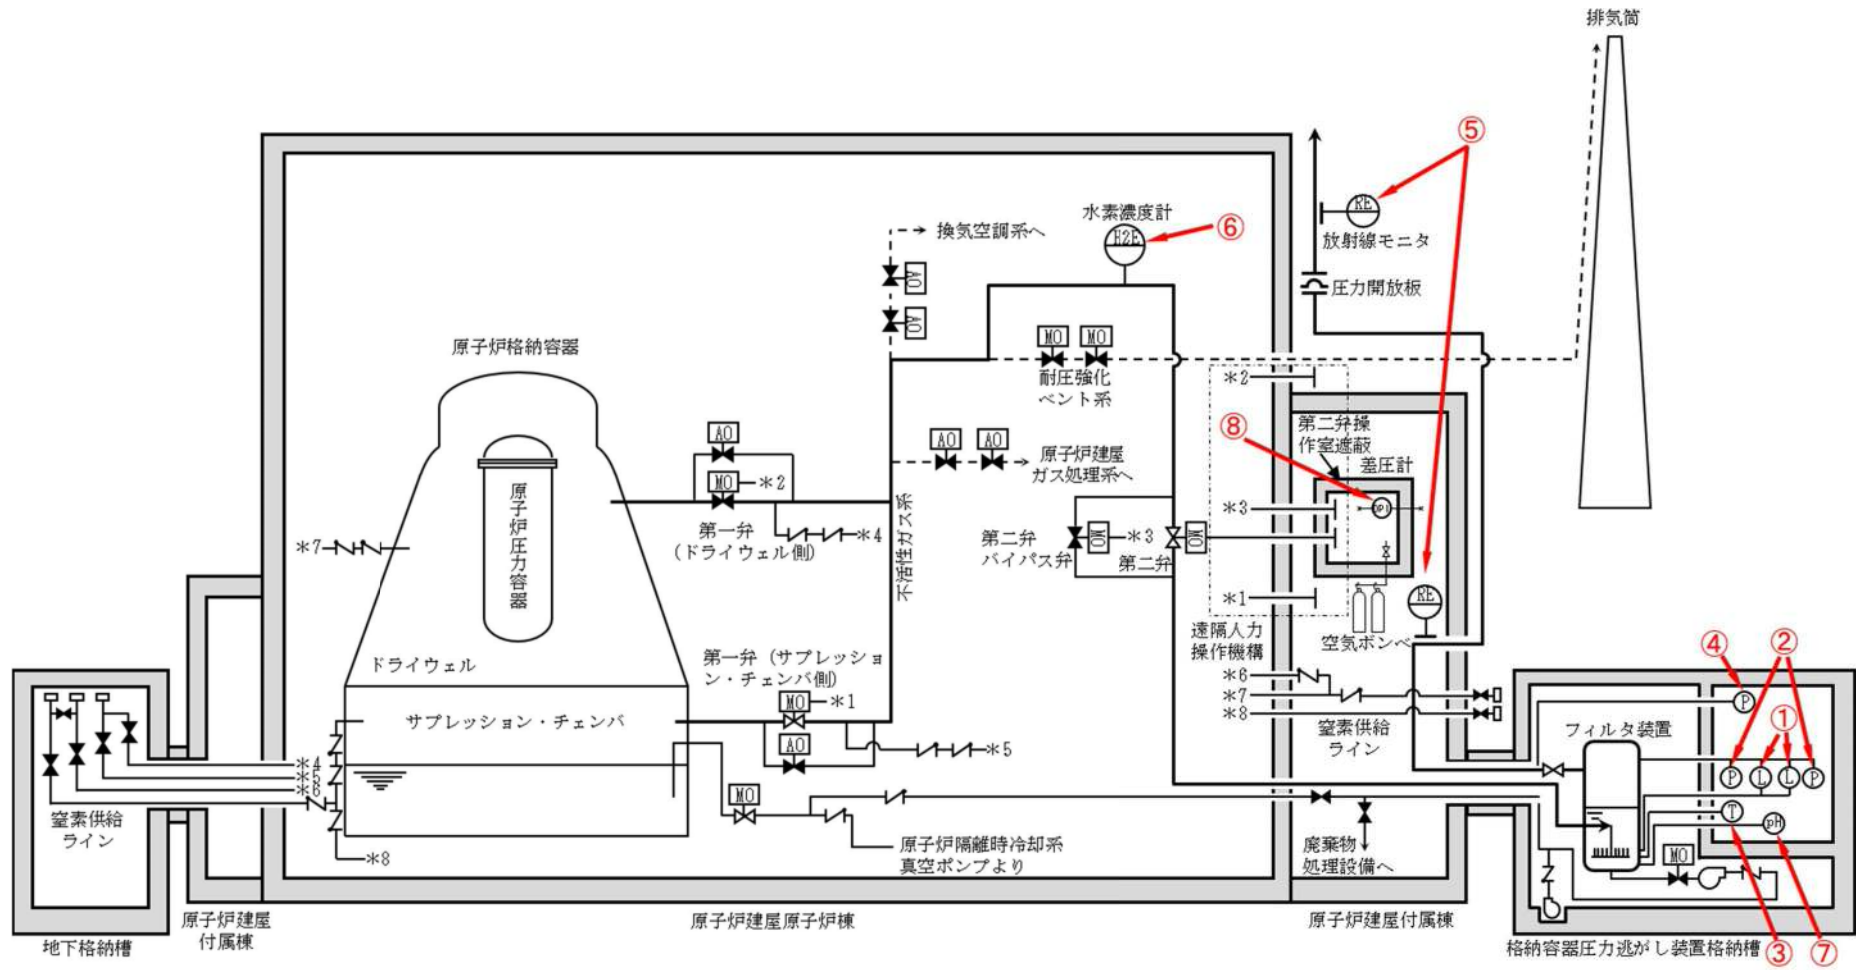 排気筒
⑤
水素濃度計
RE
換気空調系へ
H2E
⑥
放射線モニタ
AO
圧力開放板
AO
原子炉格納容器
MO
MO
耐圧強化
ベント系
＊2
AO
AO
AO
⑧
第二弁操
作室遮蔽
差圧計
原子炉建屋
ガス処理系へ
MO
＊2
原子炉圧力容器
不活性ガス系
＊3
DPI
第一弁
（ドライウェル側）
＊4
＊7
第二弁
バイパス弁
MO
＊3
第二弁
MO
＊1
RE
遠隔人力
操作機構
空気ボンベ
ドライウェル
第一弁（サプレッショ
ン・チェンバ側）
④
②
＊6
＊7
＊8
MO
＊1
P
サプレッション・チェンバ
①
窒素供給
ライン
フィルタ装置
AO
＊5
＊4
＊5
＊6
P
L
L
P
MO
T
pH
窒素供給
ライン
＊8
原子炉隔離時冷却系
真空ポンプより
廃棄物
処理設備へ
MO
原子炉建屋
付属棟
原子炉建屋原子炉棟
原子炉建屋付属棟
地下格納槽
格納容器圧力逃がし装置格納槽
③
⑦